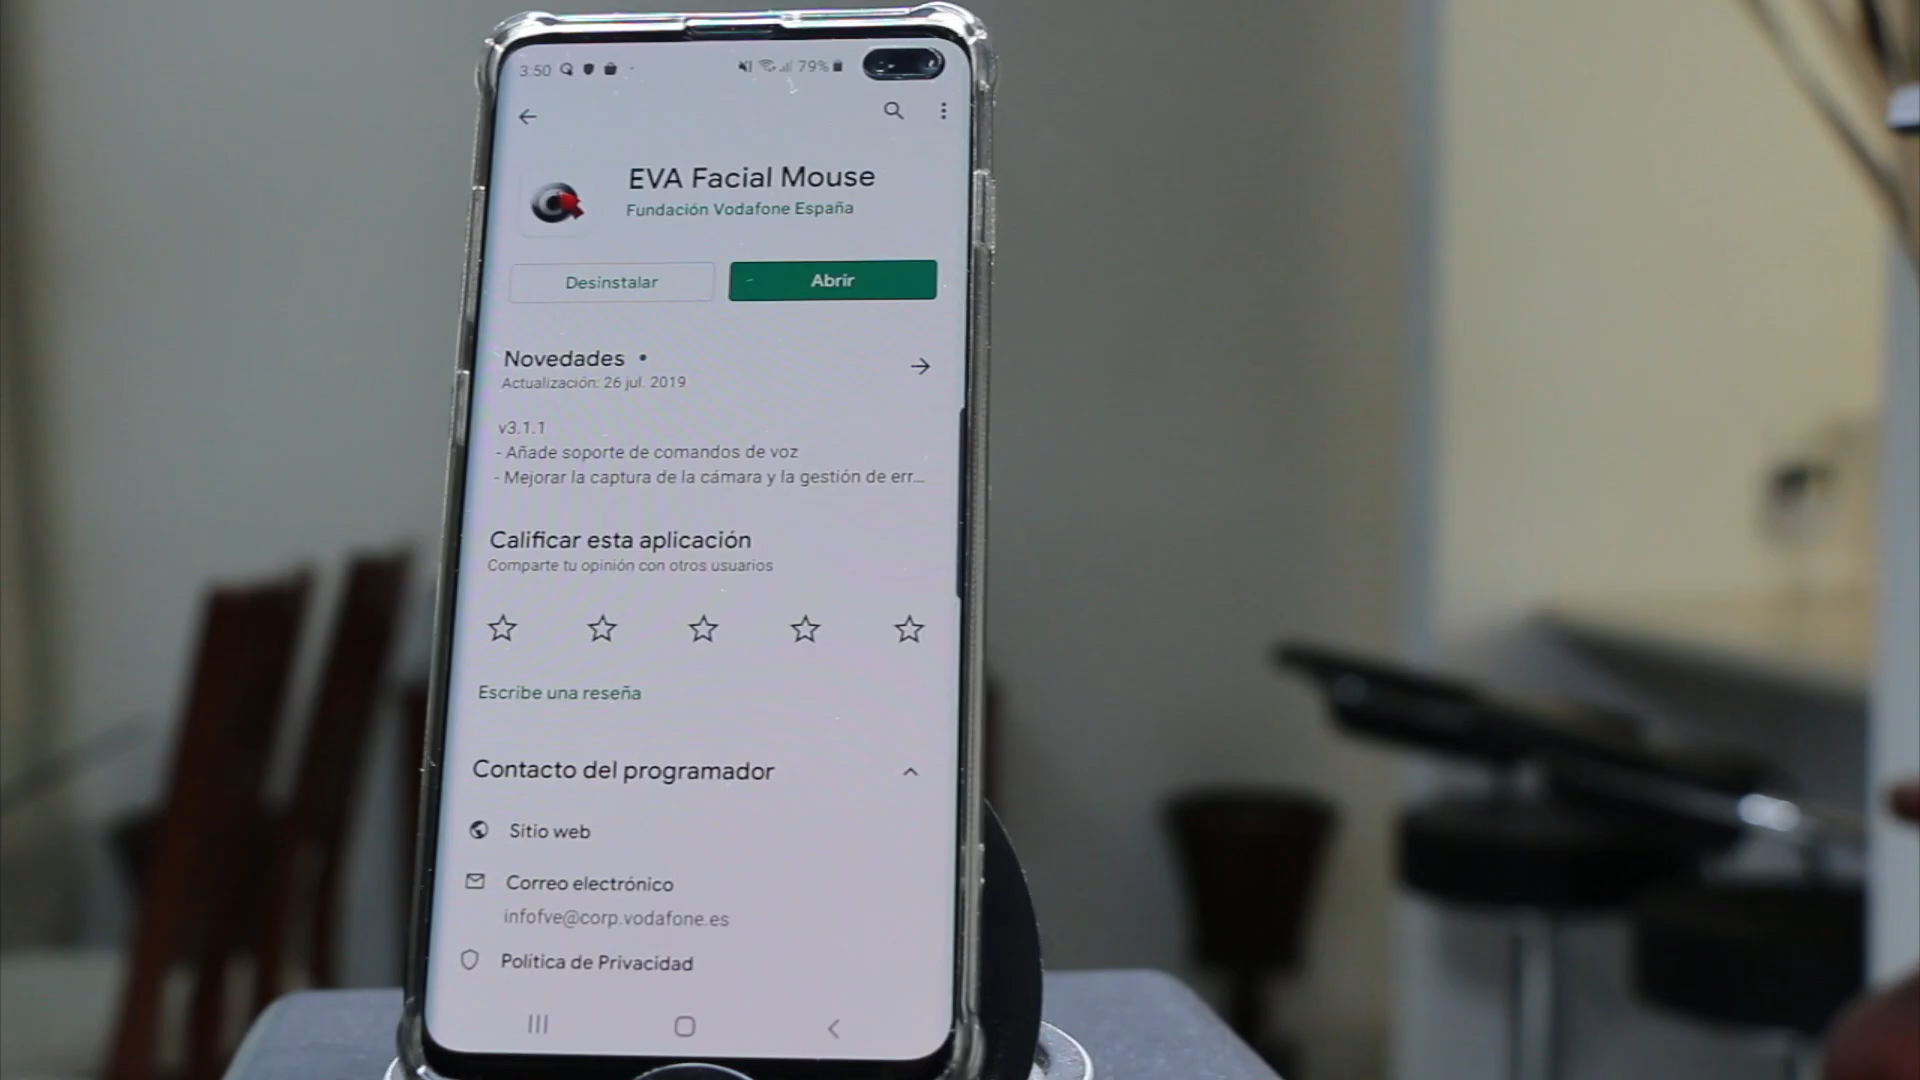 3:50
79%
EVA Facial Mouse
Fundación Vodafone España
Desinstalar
Abrir
Novedades •
Actualización: 26 jul. 2019
v3.1.1
- Añade soporte de comandos de voz
- Mejorar la captura de la cámara y la gestión de err...
Calificar esta aplicación
Comparte tu opinión con otros usuarios
Escribe una reseña
Contacto del programador
Sitio web
Correo electrónico
infofve@corp.vodafone.es
Política de Privacidad